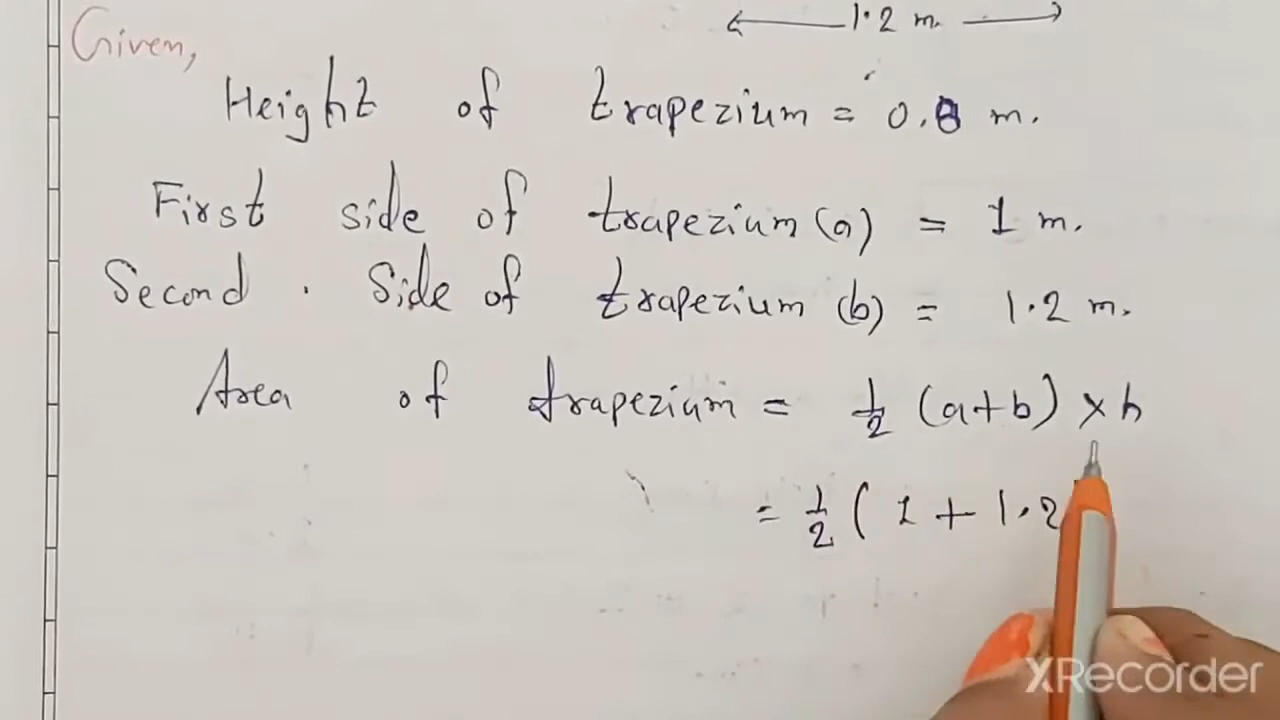 1.2 m.
Given,
Height of trapezium = 0.8 m.
First side of trapezium (a) = 1 m.
Second . Side of trapezium (b) = 1.2 m.
Area of trapezium = 1/2 (a+b) × h
= 1/2 ( 1 + 1.2
XRecorder